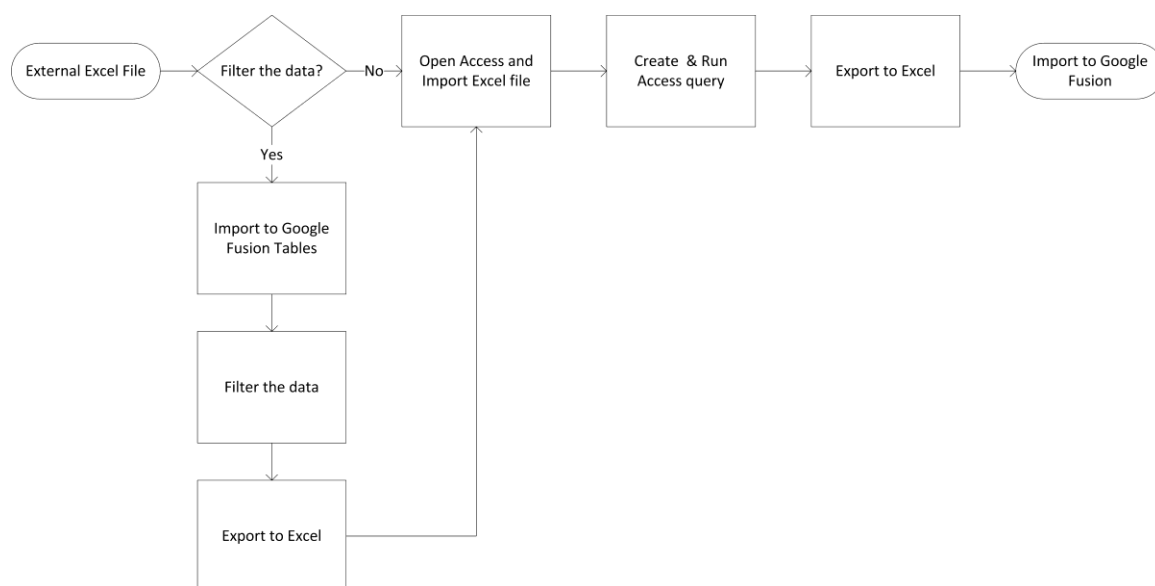 External Excel File
Filter the data?
No
Open Access and
Import Excel file
Create & Run
Access query
Export to Excel
Import to Google
Fusion
Yes
Import to Google
Fusion Tables
Filter the data
Export to Excel